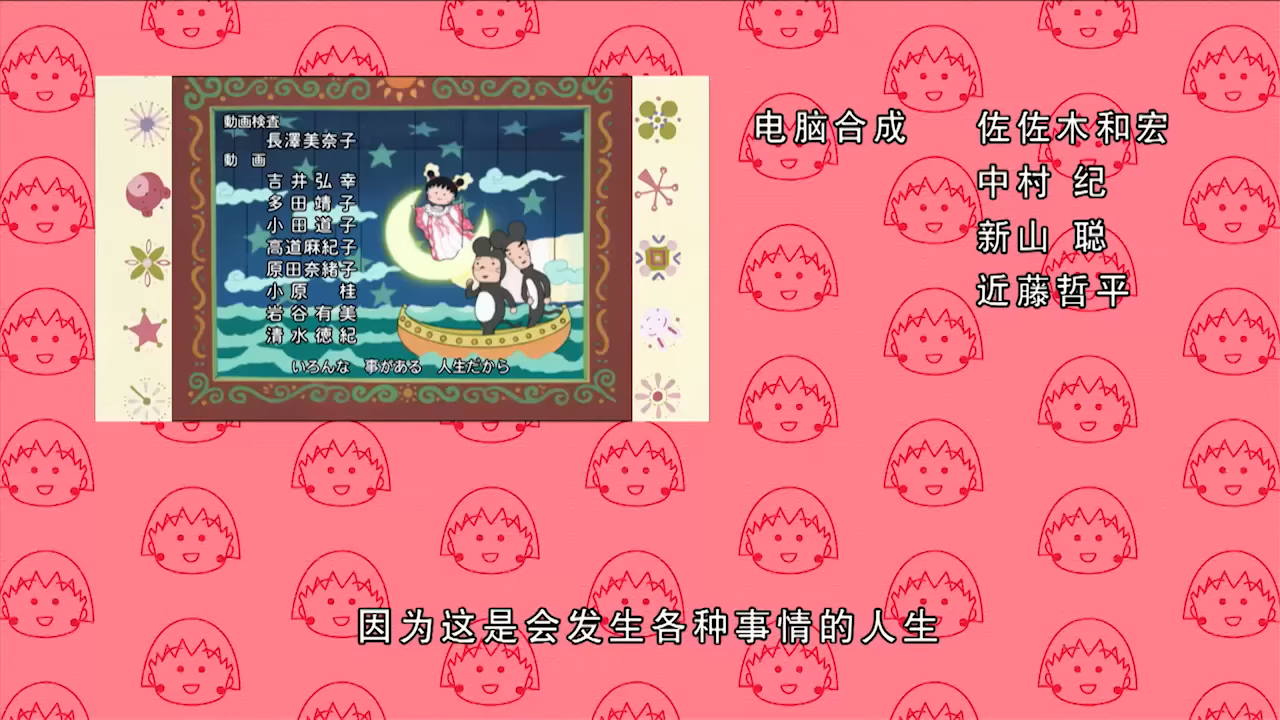 動画検査
長澤美奈子
動 画
吉井弘幸
多田靖子
小田道子
高道麻紀子
原田奈緒子
小原 桂
岩谷有美
清水徳紀
いろんな 事がある 人生だから
电脑合成 佐佐木和宏
中村 纪
新山 聪
近藤哲平
因为这是会发生各种事情的人生